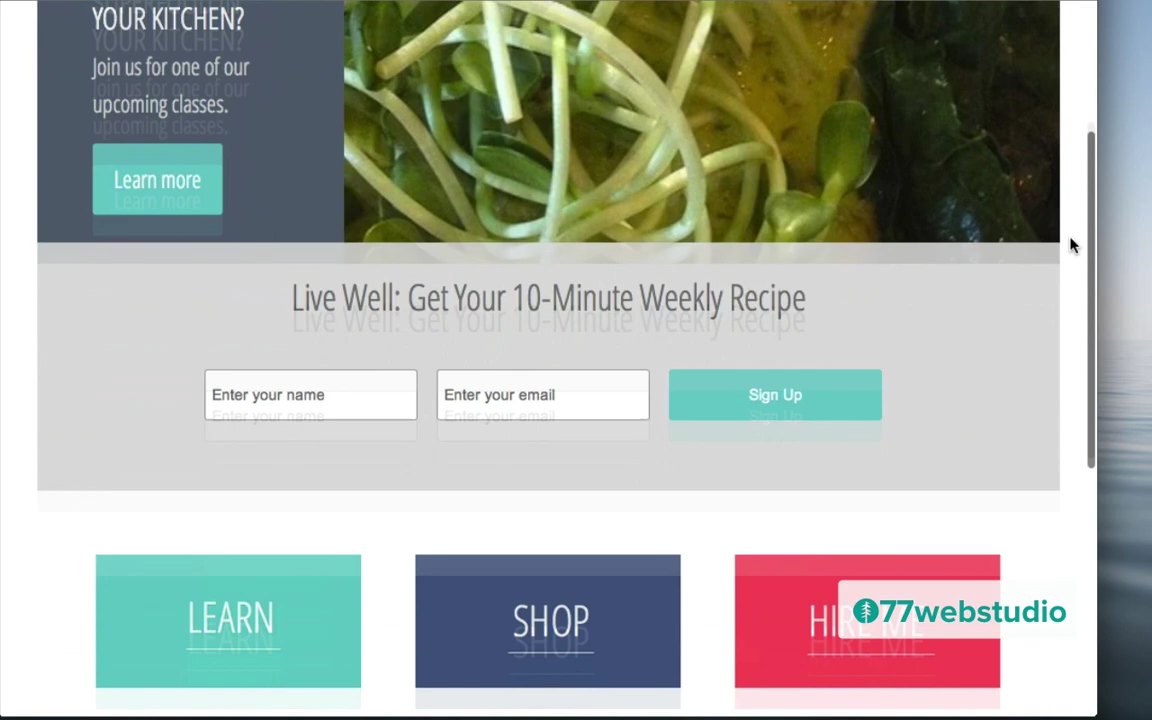 YOUR KITCHEN?
Join us for one of our
upcoming classes.
Learn more
Live Well: Get Your 10-Minute Weekly Recipe
Enter your name
Enter your email
Sign Up
LEARN
SHOP
HIRE ME
77webstudio